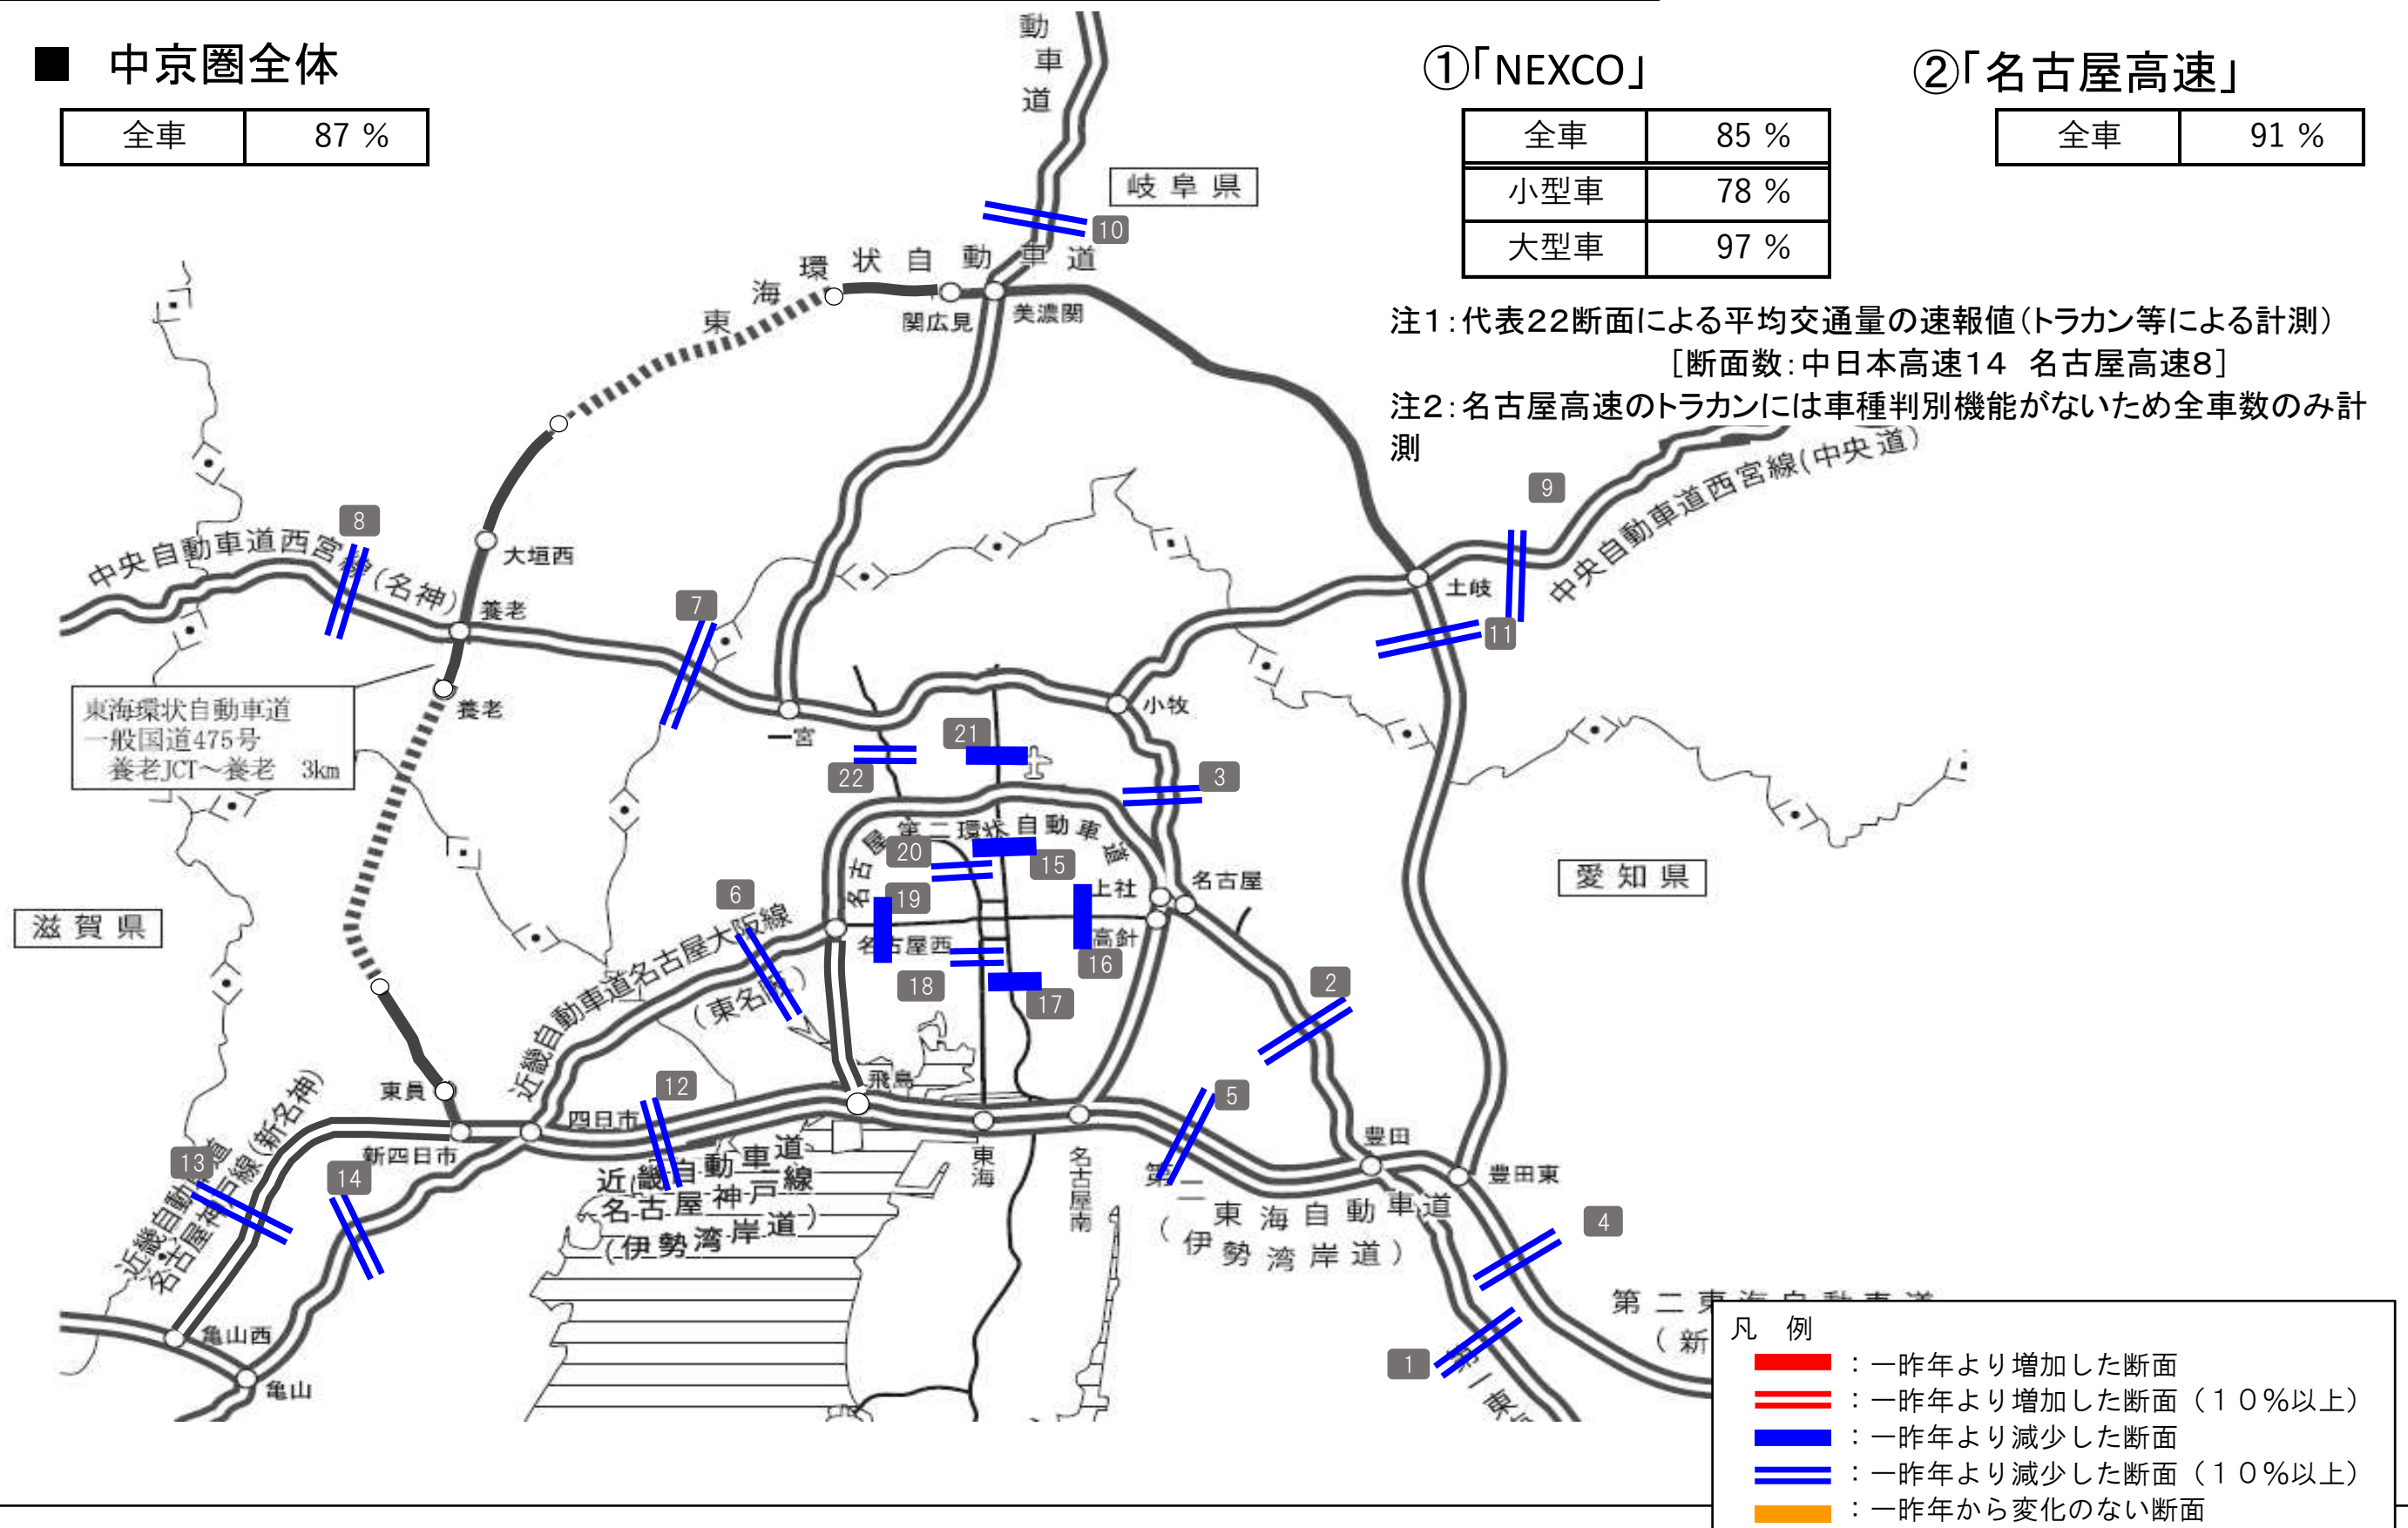 ■ 中京圏全体
全車 87 %
①「NEXCO」
全車 85 %
小型車 78 %
大型車 97 %
②「名古屋高速」
全車 91 %
注1：代表22断面による平均交通量の速報値（トラカン等による計測）
［断面数：中日本高速14 名古屋高速8］
注2：名古屋高速のトラカンには車種判別機能がないため全車数のみ計
測
動車道
岐阜県
10
東海環状自動車道
関広見
美濃関
9
中央自動車道西宮線(中央道)
8
中央自動車道西宮線(名神)
大垣西
養老
7
土岐
11
東海環状自動車道
一般国道475号
養老JCT～養老 3km
養老
一宮
小牧
21
22
3
名古屋第二環状自動車道
20
15
上社
名古屋
愛知県
19
6
滋賀県
名古屋西
高針
16
18
17
2
近畿自動車道名古屋大阪線
(東名阪)
東員
飛島
12
5
四日市
新四日市
13
14
近畿自動車道
名古屋神戸線(新名神)
近畿自動車道
名古屋神戸線
(伊勢湾岸道)
東海
名古屋南
豊田
豊田東
第二東海自動車道
(伊勢湾岸道)
4
亀山西
亀山
1
第一東
第二東海自動車道
(新
凡 例
：一昨年より増加した断面
：一昨年より増加した断面（１０%以上）
：一昨年より減少した断面
：一昨年より減少した断面（１０%以上）
：一昨年から変化のない断面